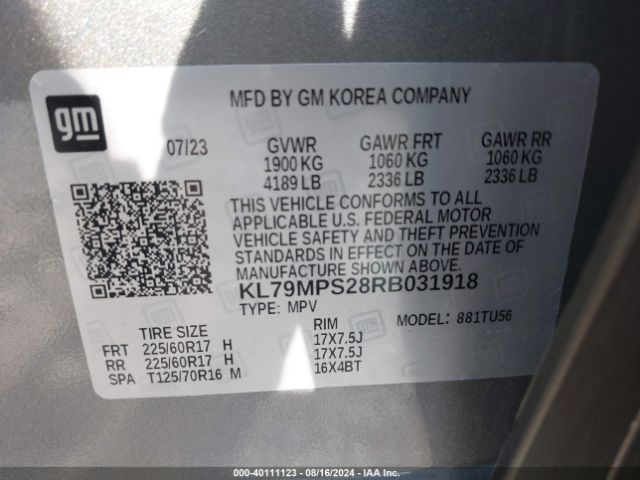 gm
MFD BY GM KOREA COMPANY
07/23 GVWR GAWR FRT GAWR RR
1900 KG 1060 KG 1060 KG
4189 LB 2336 LB 2336 LB
THIS VEHICLE CONFORMS TO ALL
APPLICABLE U.S. FEDERAL MOTOR
VEHICLE SAFETY AND THEFT PREVENTION
STANDARDS IN EFFECT ON THE DATE OF
MANUFACTURE SHOWN ABOVE.
KL79MPS28RB031918
TYPE: MPV MODEL: 881TU56
TIRE SIZE RIM
FRT 225/60R17 H 17X7.5J
RR 225/60R17 H 17X7.5J
SPA T125/70R16 M 16X4BT
000-40111123 - 08/16/2024 - IAA Inc.